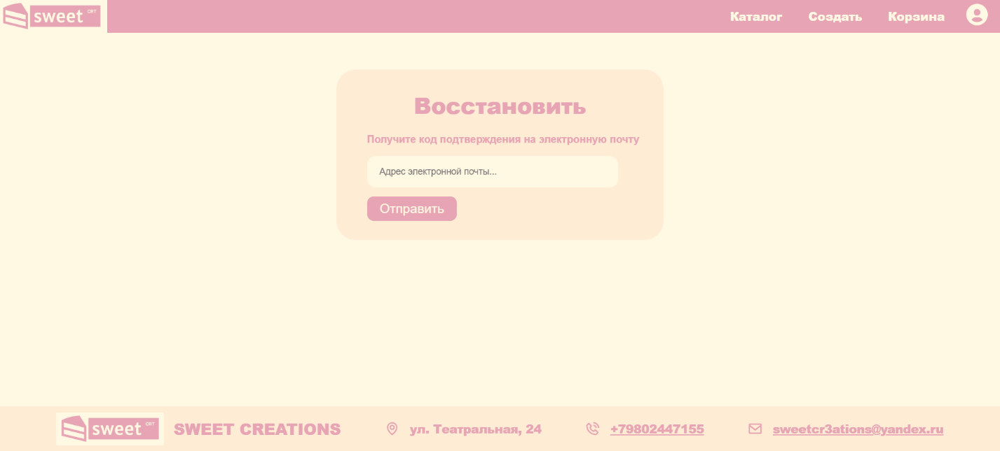 sweet CRT
Каталог Создать Корзина
Восстановить
Получите код подтверждения на электронную почту
Адрес электронной почты...
Отправить
sweet CRT SWEET CREATIONS ул. Театральная, 24 +79802447155 sweetcr3ations@yandex.ru